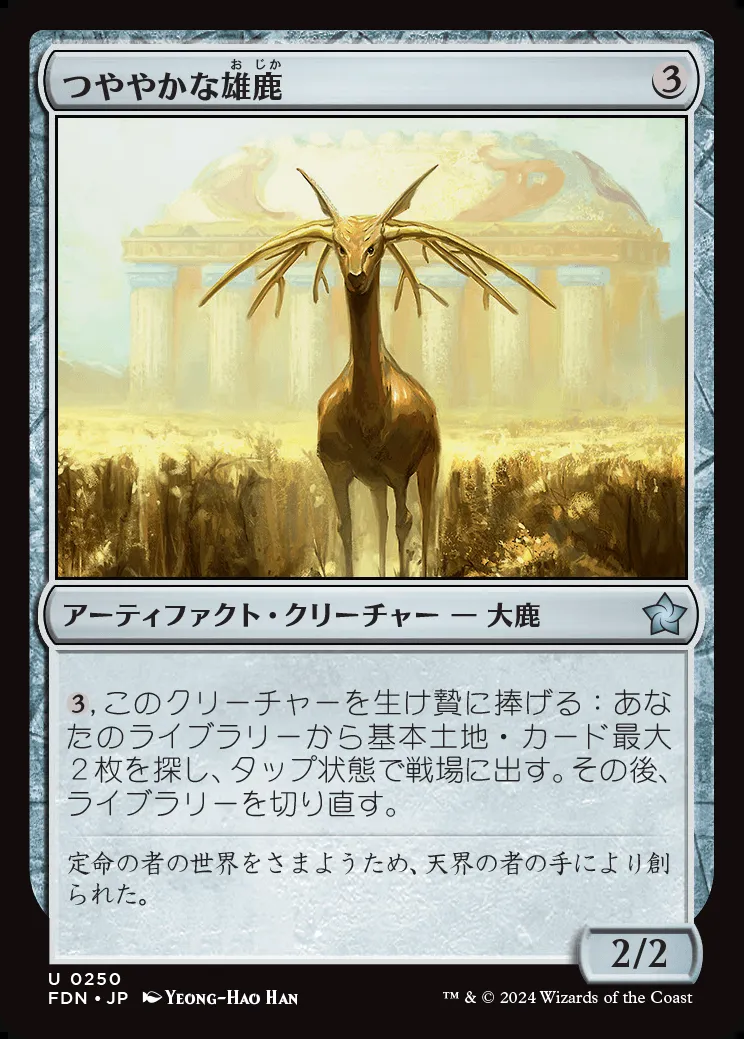 おじか
つややかな雄鹿
3
アーティファクト・クリーチャー — 大鹿
3,このクリーチャーを生け贄に捧げる：あな
たのライブラリーから基本土地・カード最大
２枚を探し、タップ状態で戦場に出す。その後、
ライブラリーを切り直す。
定命の者の世界をさまようため、天界の者の手により創
られた。
2/2
U 0250
FDN • JP Yeong-Hao Han
™ & © 2024 Wizards of the Coast